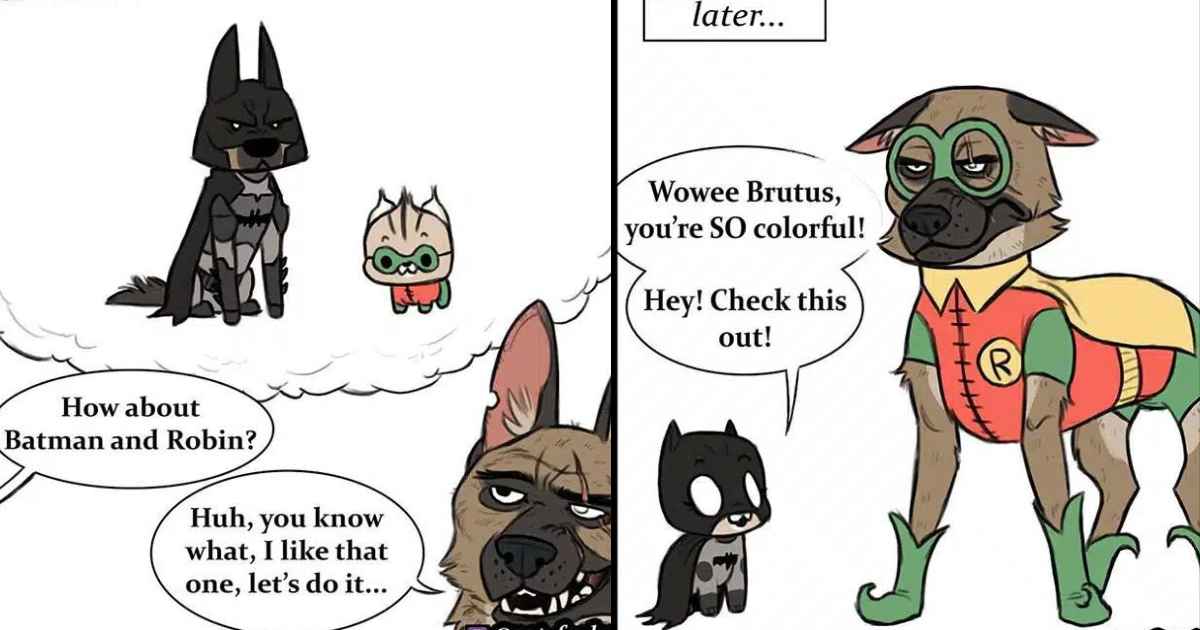 How about
Batman and Robin?
Huh, you know
what, I like that
one, let's do it...
later...
Wowee Brutus,
you're SO colorful!
Hey! Check this
out!
R